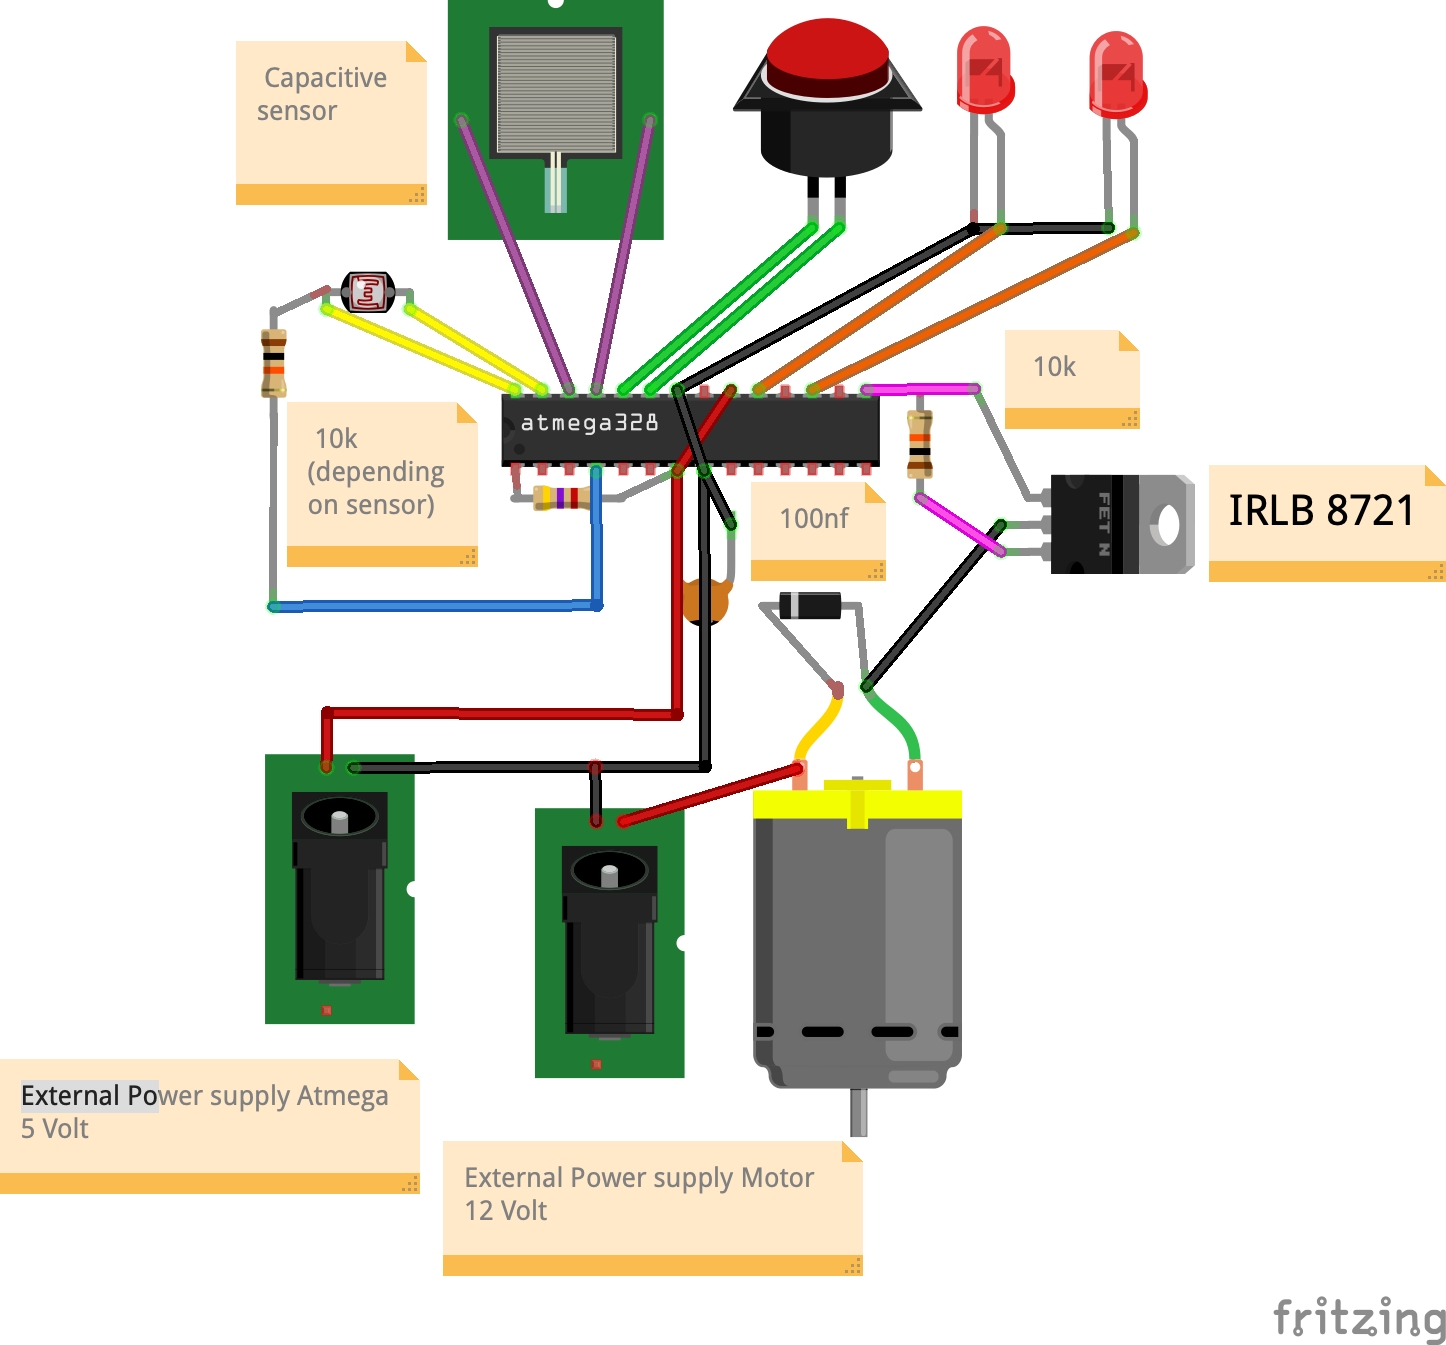 Capacitive
sensor
atmega328
10k
10k
(depending
on sensor)
100nf
FET N
IRLB 8721
External Power supply Atmega
5 Volt
External Power supply Motor
12 Volt
fritzing